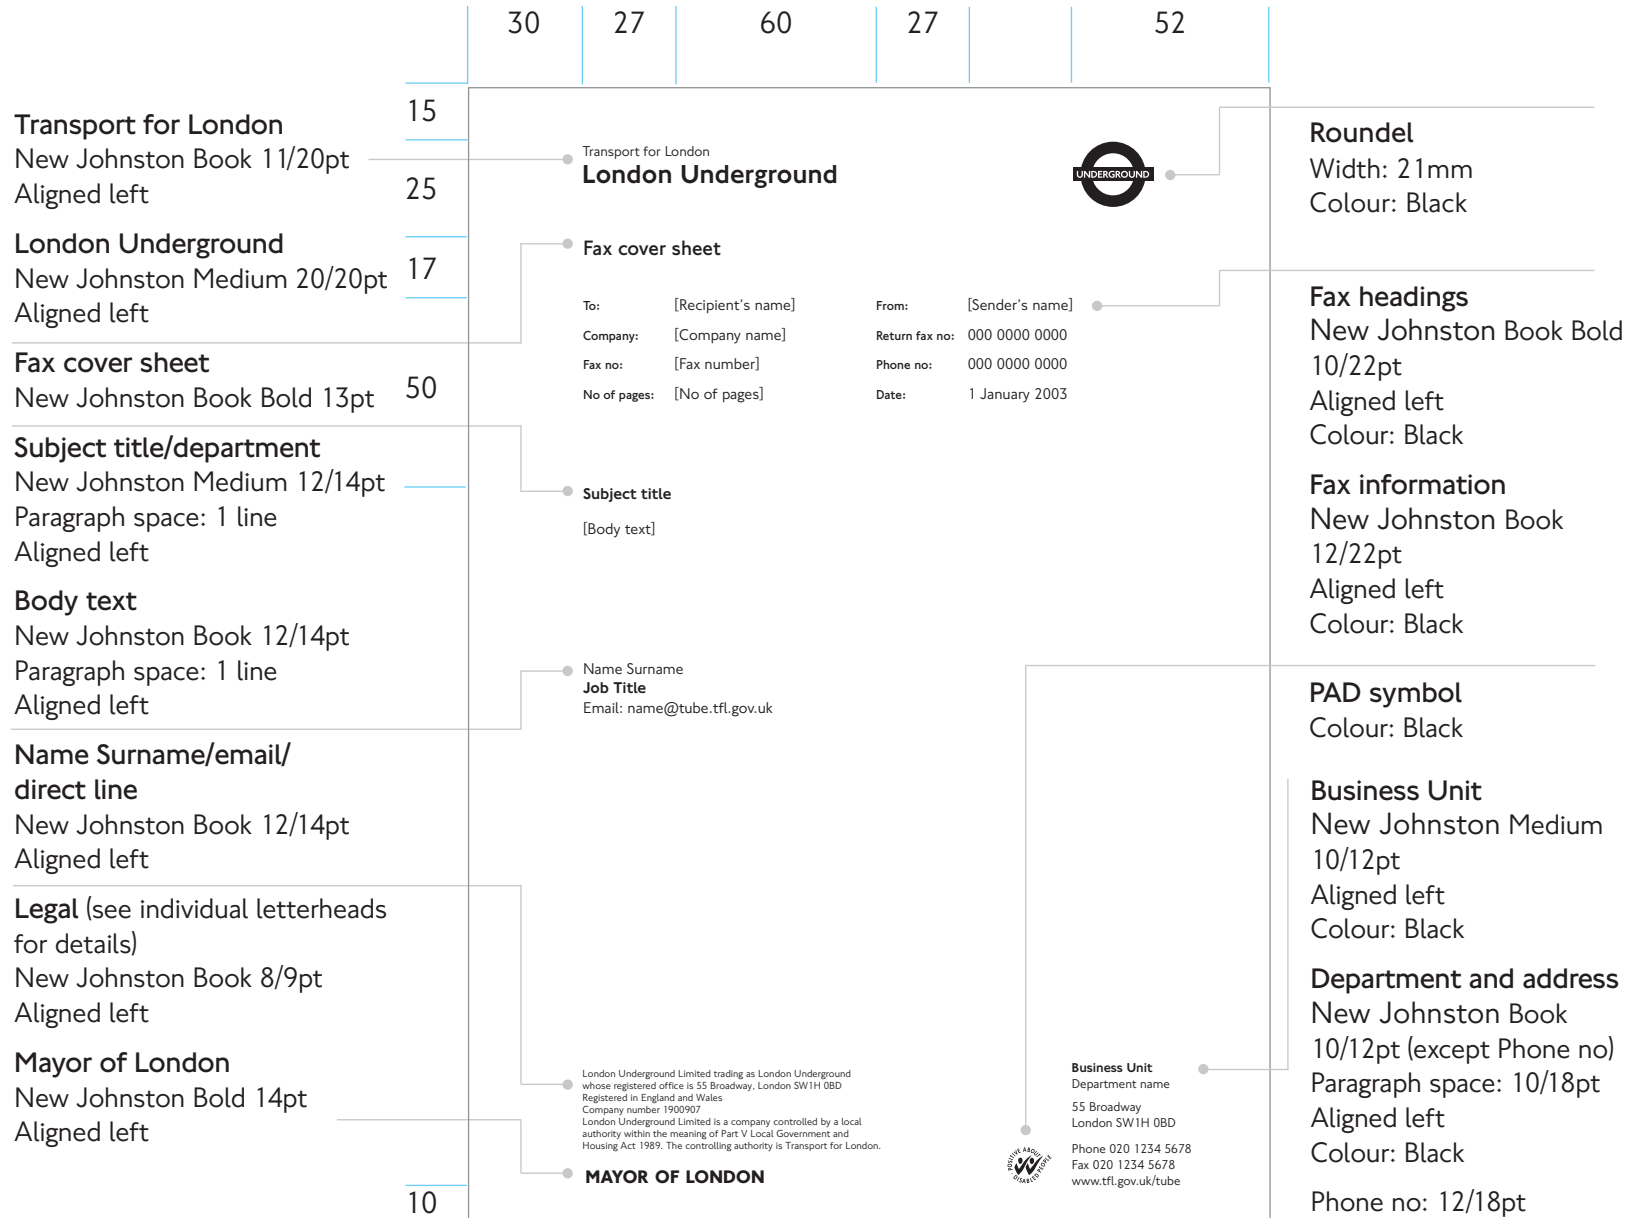 30 27 60 27 52
15
25
17
50
10
Transport for London
New Johnston Book 11/20pt
Aligned left
London Underground
New Johnston Medium 20/20pt
Aligned left
Fax cover sheet
New Johnston Book Bold 13pt
Subject title/department
New Johnston Medium 12/14pt
Paragraph space: 1 line
Aligned left
Body text
New Johnston Book 12/14pt
Paragraph space: 1 line
Aligned left
Name Surname/email/
direct line
New Johnston Book 12/14pt
Aligned left
Legal (see individual letterheads
for details)
New Johnston Book 8/9pt
Aligned left
Mayor of London
New Johnston Bold 14pt
Aligned left
Transport for London
London Underground
UNDERGROUND
Fax cover sheet
To: [Recipient's name] From: [Sender's name]
Company: [Company name] Return fax no: 000 0000 0000
Fax no: [Fax number] Phone no: 000 0000 0000
No of pages: [No of pages] Date: 1 January 2003
Subject title
[Body text]
Name Surname
Job Title
Email: name@tube.tfl.gov.uk
London Underground Limited trading as London Underground
whose registered office is 55 Broadway, London SW1H 0BD
Registered in England and Wales
Company number 1900907
London Underground Limited is a company controlled by a local
authority within the meaning of Part V Local Government and
Housing Act 1989. The controlling authority is Transport for London.
MAYOR OF LONDON
POSITIVE ABOUT
DISABLED PEOPLE
Business Unit
Department name
55 Broadway
London SW1H 0BD
Phone 020 1234 5678
Fax 020 1234 5678
www.tfl.gov.uk/tube
Roundel
Width: 21mm
Colour: Black
Fax headings
New Johnston Book Bold
10/22pt
Aligned left
Colour: Black
Fax information
New Johnston Book
12/22pt
Aligned left
Colour: Black
PAD symbol
Colour: Black
Business Unit
New Johnston Medium
10/12pt
Aligned left
Colour: Black
Department and address
New Johnston Book
10/12pt (except Phone no)
Paragraph space: 10/18pt
Aligned left
Colour: Black
Phone no: 12/18pt